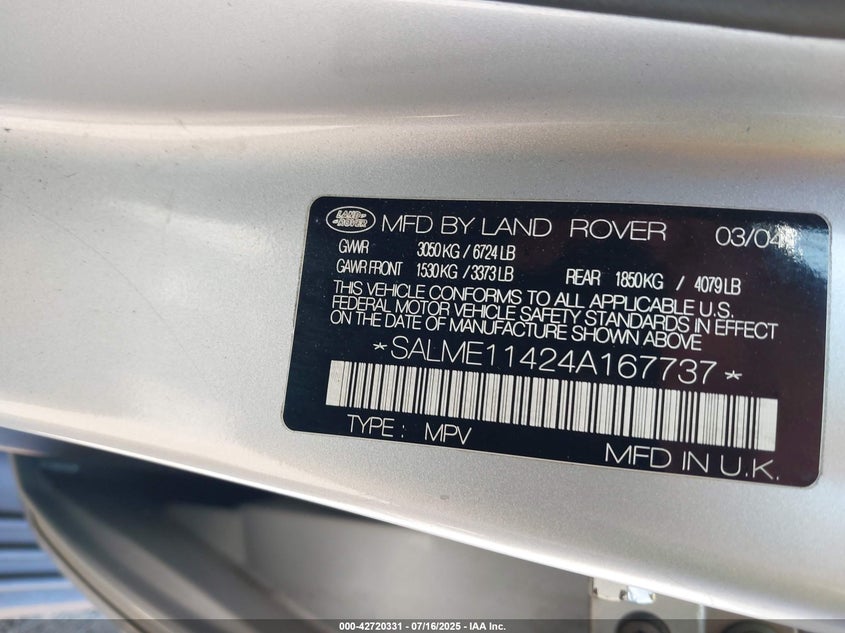 LAND ROVER MFD BY LAND ROVER 03/04
GVWR 3050 KG / 6724 LB
GAWR FRONT 1530 KG / 3373 LB REAR 1850 KG / 4079 LB
THIS VEHICLE CONFORMS TO ALL APPLICABLE U.S.
FEDERAL MOTOR VEHICLE SAFETY STANDARDS IN EFFECT
ON THE DATE OF MANUFACTURE SHOWN ABOVE
*SALME11424A167737*
TYPE : MPV
MFD IN U.K.
000-42720331 - 07/16/2025 - IAA Inc.